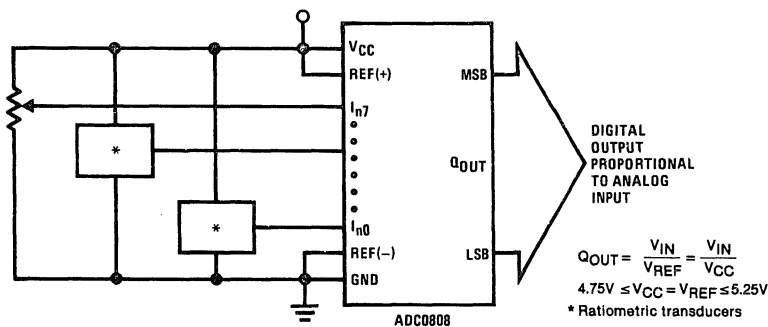 VCC
REF(+)
MSB
In7
*
QOUT
DIGITAL
OUTPUT
PROPORTIONAL
TO ANALOG
INPUT
*
In0
REF(−)
LSB
GND
ADC0808
QOUT = VIN/VREF = VIN/VCC
4.75V ≤ VCC = VREF ≤ 5.25V
* Ratiometric transducers